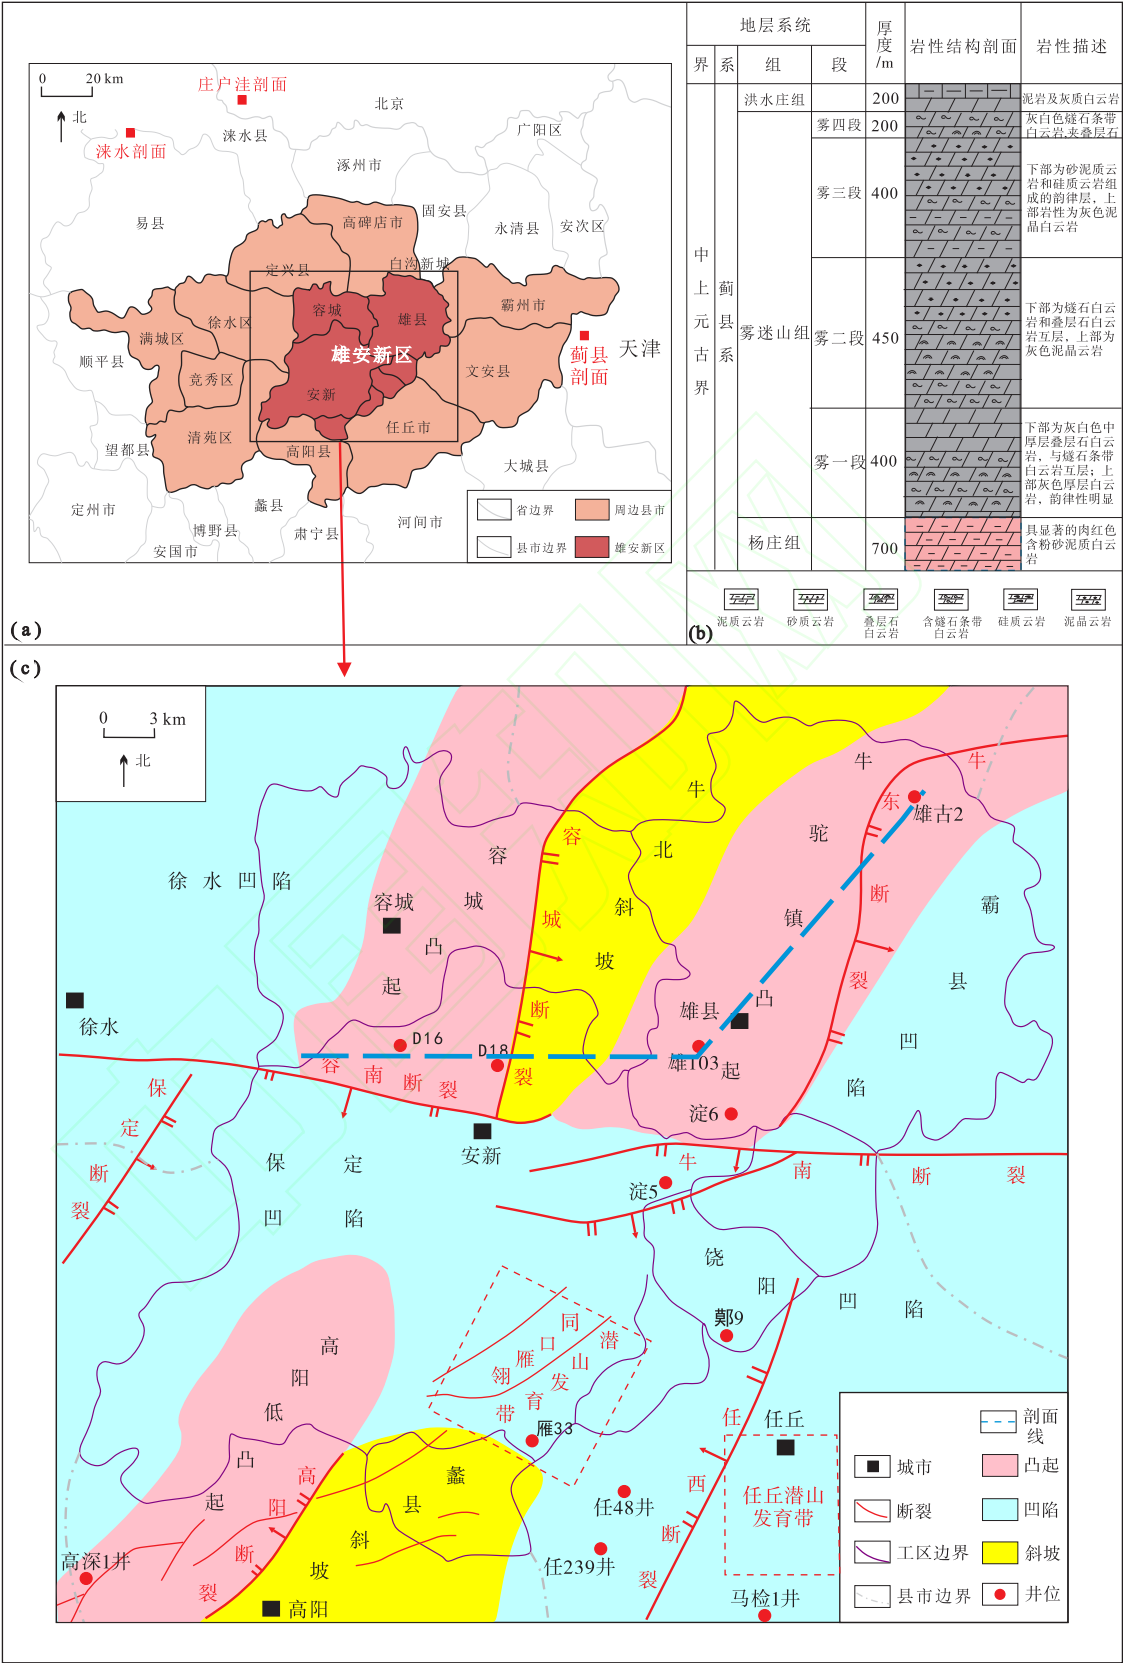 0 20 km
北
庄户洼剖面
涞水剖面
涞水县
北京
广阳区
涿州市
易县
固安县
高碑店市
永清县
安次区
定兴县
白沟新城
霸州市
容城
雄县
徐水区
满城区
雄安新区
蓟县
剖面
天津
顺平县
竞秀区
安新
文安县
清苑区
任丘市
望都县
高阳县
大城县
定州市
蠡县
博野县
肃宁县
河间市
安国市
省边界
周边县市
县市边界
雄安新区
(a)
地层系统
厚度/m
岩性结构剖面
岩性描述
界
系
组
段
中上元古界
蓟县系
洪水庄组
200
泥岩及灰质白云岩
雾迷山组
雾四段
200
灰白色燧石条带
白云岩,夹叠层石
雾三段
400
下部为砂泥质云
岩和硅质云岩组
成的韵律层，上
部岩性为灰色泥
晶白云岩
雾二段
450
下部为燧石白云
岩和叠层石白云
岩互层，上部为
灰色泥晶云岩
雾一段
400
下部为灰白色中
厚层叠层石白云
岩，与燧石条带
白云岩互层；上
部灰色厚层白云
岩，韵律性明显
杨庄组
700
具显著的肉红色
含粉砂泥质白云
岩
泥质云岩
砂质云岩
叠层石
白云岩
含燧石条带
白云岩
硅质云岩
泥晶云岩
(b)
(c)
0 3 km
北
徐水凹陷
容城凸起
容城
徐水
容城断裂
牛北斜坡
牛驼镇凸起
牛东断裂
雄古2
霸县凹陷
雄县
D16
D18
雄103
容南断裂
淀6
保定断裂
安新
保定
凹陷
牛南断裂
淀5
饶阳凹陷
鄚9
高阳低凸起
同口
雁翎
潜山发育带
雁33
任丘
任西断裂
任丘潜山
发育带
蠡县斜坡
高阳断裂
任48井
任239井
高深1井
高阳
马检1井
剖面
线
城市
凸起
断裂
凹陷
工区边界
斜坡
县市边界
井位